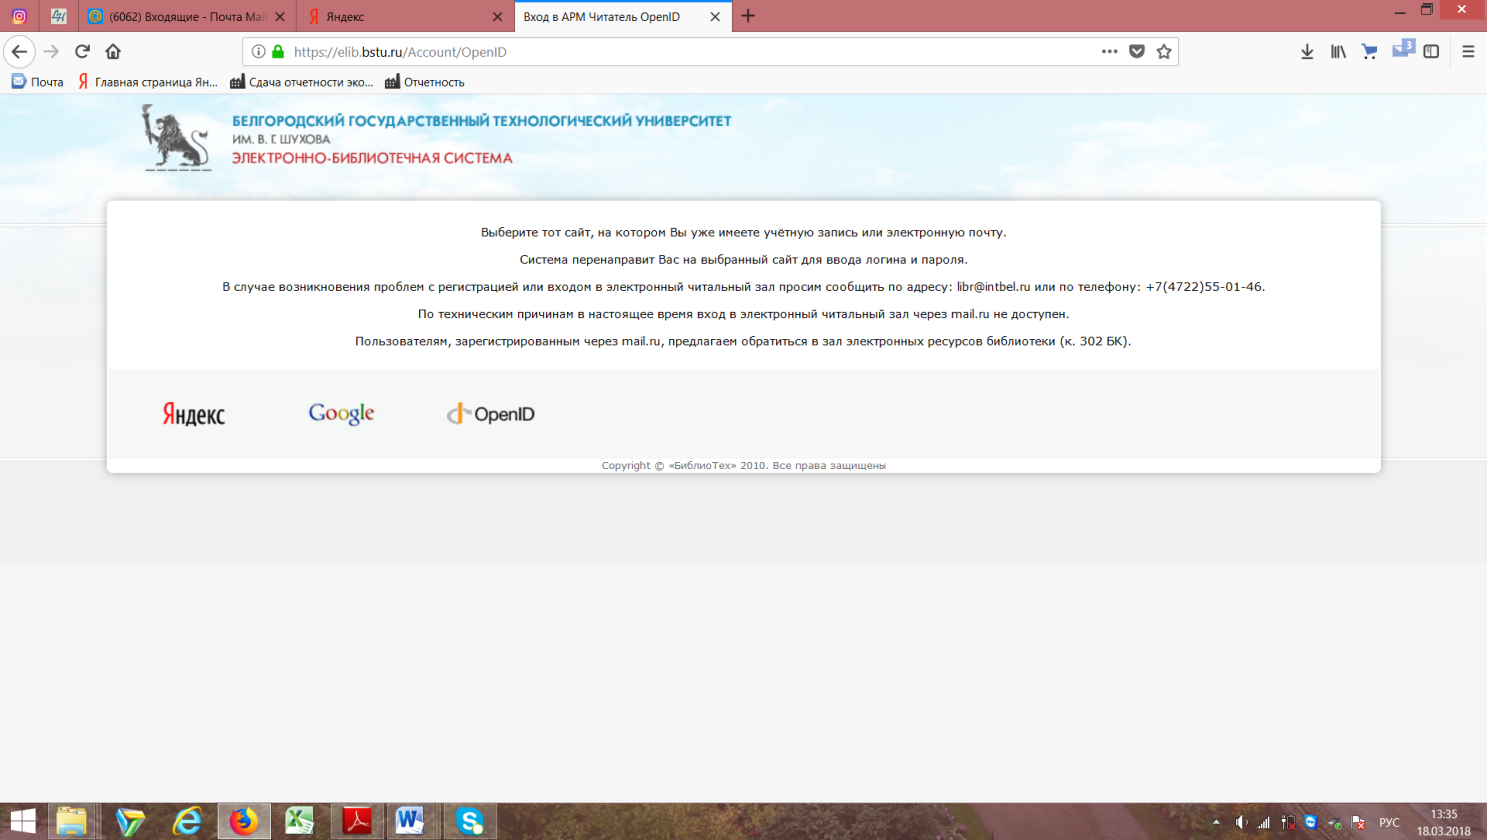 (6062) Входящие - Почта Mail
Яндекс
Вход в АРМ Читатель OpenID
https://elib.bstu.ru/Account/OpenID
3
Почта
Главная страница Ян...
Сдача отчетности эко...
Отчетность
БЕЛГОРОДСКИЙ ГОСУДАРСТВЕННЫЙ ТЕХНОЛОГИЧЕСКИЙ УНИВЕРСИТЕТ
ИМ. В. Г. ШУХОВА
ЭЛЕКТРОННО-БИБЛИОТЕЧНАЯ СИСТЕМА
Выберите тот сайт, на котором Вы уже имеете учётную запись или электронную почту.
Система перенаправит Вас на выбранный сайт для ввода логина и пароля.
В случае возникновения проблем с регистрацией или входом в электронный читальный зал просим сообщить по адресу: libr@intbel.ru или по телефону: +7(4722)55-01-46.
По техническим причинам в настоящее время вход в электронный читальный зал через mail.ru не доступен.
Пользователям, зарегистрированным через mail.ru, предлагаем обратиться в зал электронных ресурсов библиотеки (к. 302 БК).
Яндекс
Google
OpenID
Copyright © «БиблиоТех» 2010. Все права защищены
РУС
13:35
18.03.2018